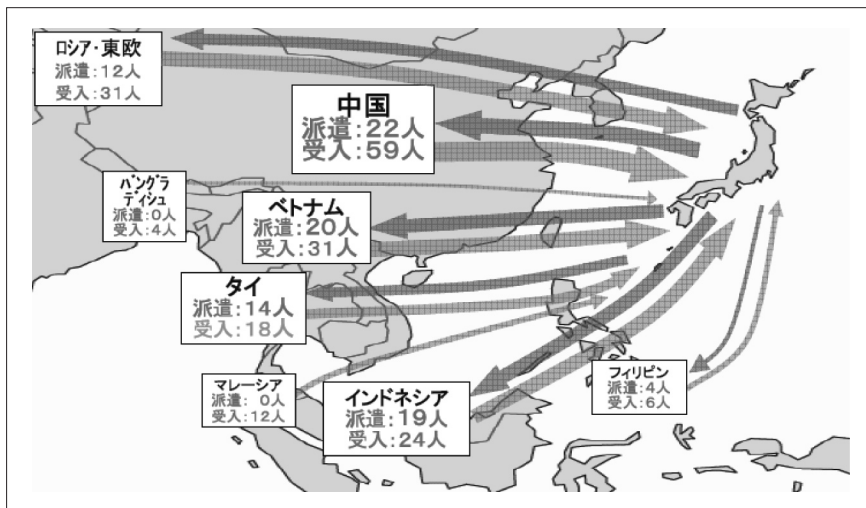 ロシア・東欧
派遣:12人
受入:31人
中国
派遣:22人
受入:59人
バングラ
ディシュ
派遣:0人
受入:4人
ベトナム
派遣:20人
受入:31人
タイ
派遣:14人
受入:18人
マレーシア
派遣: 0人
受入:12人
インドネシア
派遣:19人
受入:24人
フィリピン
派遣:4人
受入:6人